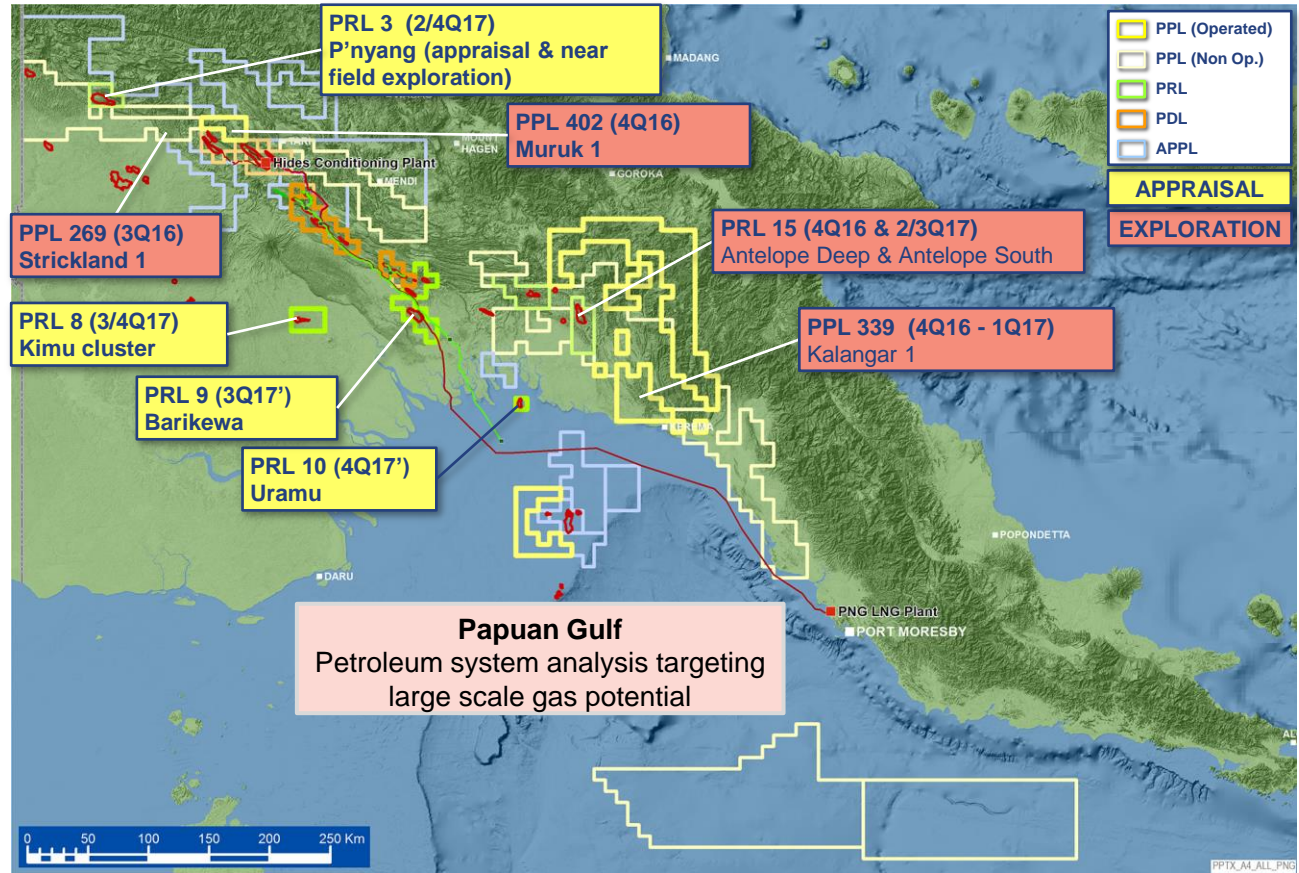 PRL 3 (2/4Q17)
P'nyang (appraisal & near
field exploration)
MADANG
PPL (Operated)
PPL (Non Op.)
PRL
PDL
APPL
APPRAISAL
EXPLORATION
PPL 402 (4Q16)
Muruk 1
HAGEN
GOROKA
Hides Conditioning Plant
MENDI
PPL 269 (3Q16)
Strickland 1
PRL 15 (4Q16 & 2/3Q17)
Antelope Deep & Antelope South
PRL 8 (3/4Q17)
Kimu cluster
PPL 339 (4Q16 - 1Q17)
Kalangar 1
PRL 9 (3Q17')
Barikewa
PRL 10 (4Q17')
Uramu
POPONDETTA
DARU
PNG LNG Plant
PORT MORESBY
Papuan Gulf
Petroleum system analysis targeting
large scale gas potential
0 50 100 150 200 250 Km
PPTX_A4_ALL_PNG